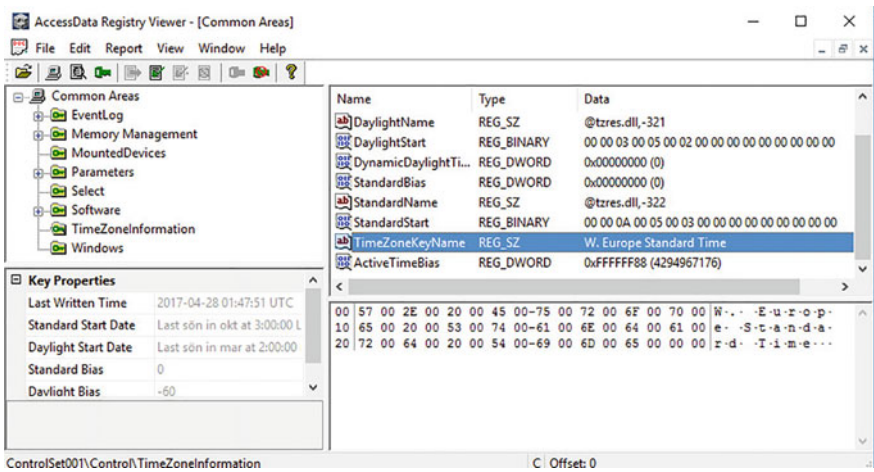 AccessData Registry Viewer - [Common Areas]
File Edit Report View Window Help
Common Areas
EventLog
Memory Management
MountedDevices
Parameters
Select
Software
TimeZoneInformation
Windows
Name Type Data
DaylightName REG_SZ @tzres.dll,-321
DaylightStart REG_BINARY 00 00 03 00 05 00 02 00 00 00 00 00 00 00 00 00
DynamicDaylightTi... REG_DWORD 0x00000000 (0)
StandardBias REG_DWORD 0x00000000 (0)
StandardName REG_SZ @tzres.dll,-322
StandardStart REG_BINARY 00 00 0A 00 05 00 03 00 00 00 00 00 00 00 00 00
TimeZoneKeyName REG_SZ W. Europe Standard Time
ActiveTimeBias REG_DWORD 0xFFFFFF88 (4294967176)
Key Properties
Last Written Time 2017-04-28 01:47:51 UTC
Standard Start Date Last sön in okt at 3:00:00 L
Daylight Start Date Last sön in mar at 2:00:00
Standard Bias 0
Daylight Bias -60
00 57 00 2E 00 20 00 45 00-75 00 72 00 6F 00 70 00 W·.· ·E·u·r·o·p·
10 65 00 20 00 53 00 74 00-61 00 6E 00 64 00 61 00 e· ·S·t·a·n·d·a·
20 72 00 64 00 20 00 54 00-69 00 6D 00 65 00 00 00 r·d· ·T·i·m·e···
ControlSet001\Control\TimeZoneInformation C Offset: 0